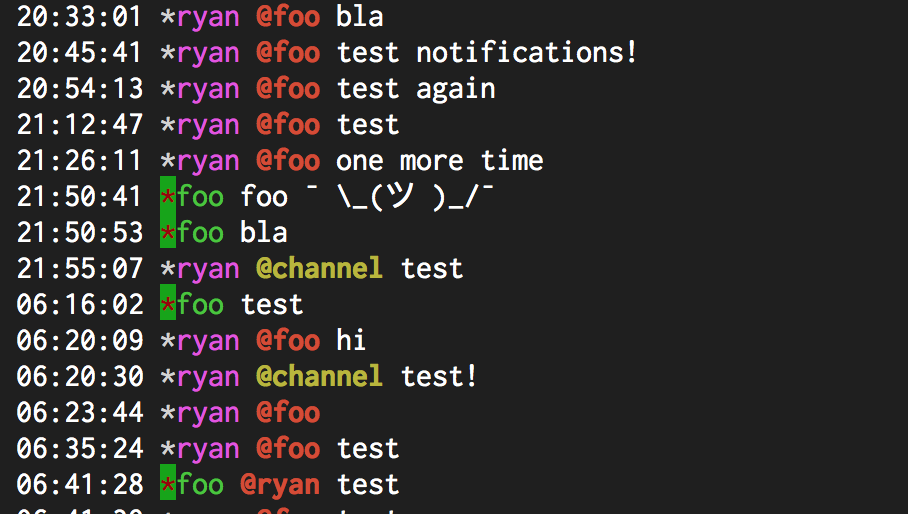 20:33:01 *ryan @foo bla
20:45:41 *ryan @foo test notifications!
20:54:13 *ryan @foo test again
21:12:47 *ryan @foo test
21:26:11 *ryan @foo one more time
21:50:41 *foo foo ¯ \_(ツ )_/¯
21:50:53 *foo bla
21:55:07 *ryan @channel test
06:16:02 *foo test
06:20:09 *ryan @foo hi
06:20:30 *ryan @channel test!
06:23:44 *ryan @foo
06:35:24 *ryan @foo test
06:41:28 *foo @ryan test